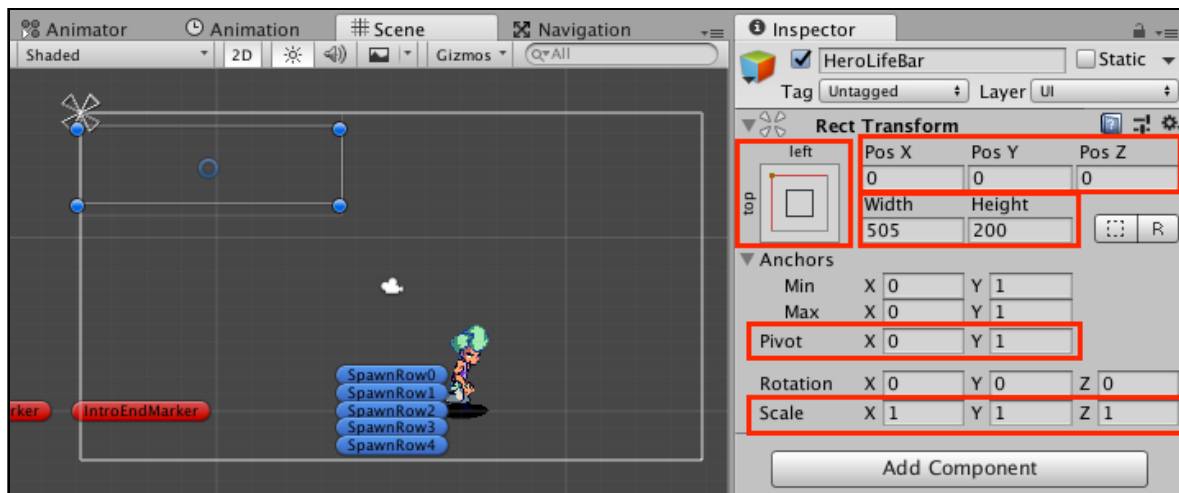 Animator Animation Scene Navigation
Shaded 2D Gizmos All
SpawnRow0
SpawnRow1
rker IntroEndMarker SpawnRow2
SpawnRow3
SpawnRow4
Inspector
HeroLifeBar Static
Tag Untagged Layer UI
Rect Transform
left Pos X Pos Y Pos Z
0 0 0
top Width Height
505 200 R
Anchors
Min X 0 Y 1
Max X 0 Y 1
Pivot X 0 Y 1
Rotation X 0 Y 0 Z 0
Scale X 1 Y 1 Z 1
Add Component